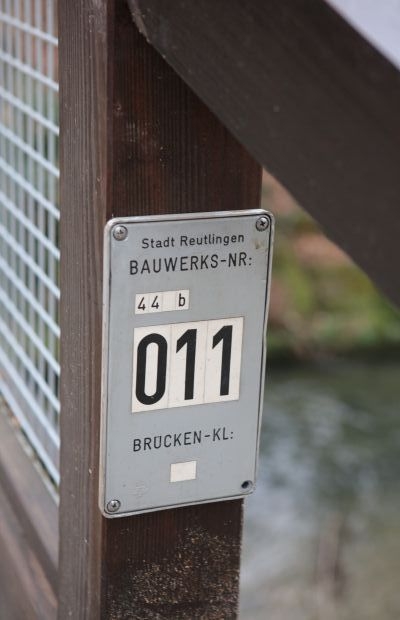 Stadt Reutlingen
BAUWERKS-NR:
44 b
011
BRÜCKEN-KL: